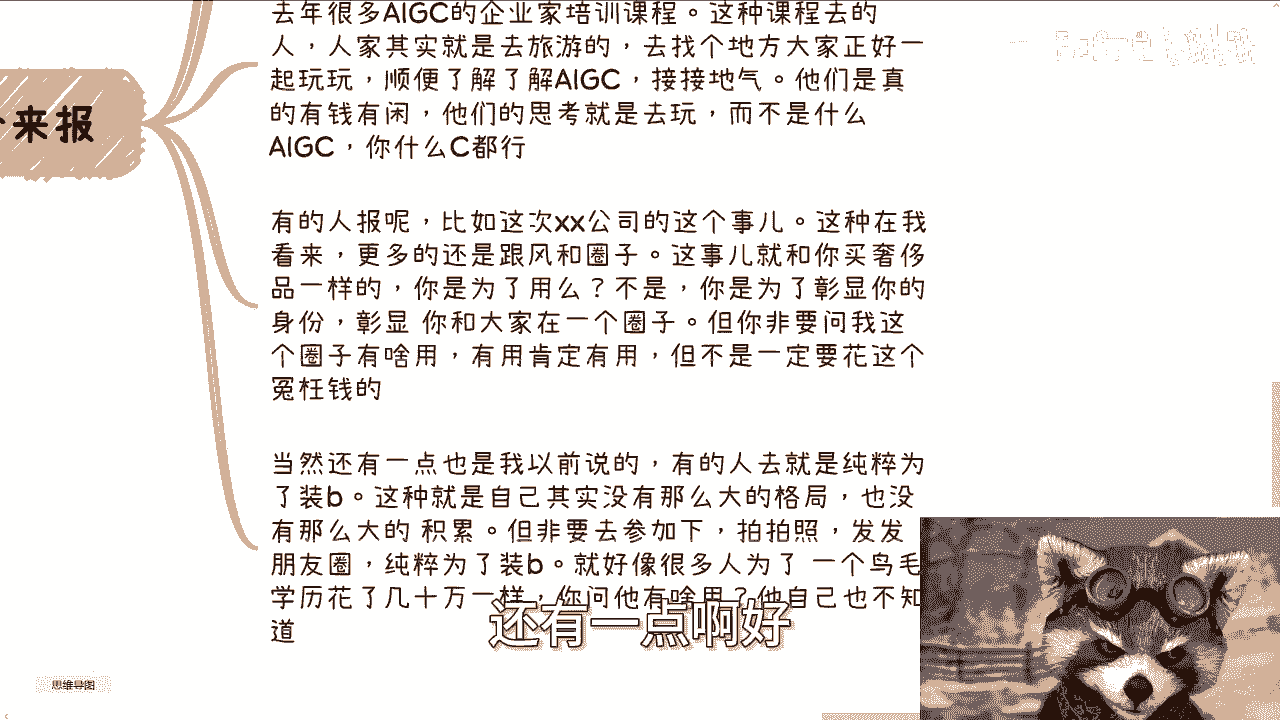 去年很多AIGC的企业家培训课程。这种课程去的
人，人家其实就是去旅游的，去找个地方大家正好一
起玩玩，顺便了解了解AIGC，接接地气。他们是真
的有钱有闲，他们的思考就是去玩，而不是什么
AIGC，你什么C都行
来报
有的人报呢，比如这次xx公司的这个事儿。这种在我
看来，更多的还是跟风和圈子。这事儿就和你买奢侈
品一样的，你是为了用么？不是，你是为了彰显你的
身份，彰显 你和大家在一个圈子。但你非要问我这
个圈子有啥用，有用肯定有用，但不是一定要花这个
冤枉钱的
当然还有一点也是我以前说的，有的人去就是纯粹为
了装b。这种就是自己其实没有那么大的格局，也没
有那么大的 积累。但非要去参加下，拍拍照，发发
朋友圈，纯粹为了装b。就好像很多人为了 一个鸟毛
学历花了几十万一样，你问他有啥用？他自己也不知
道
还有一点啊好
思维导图